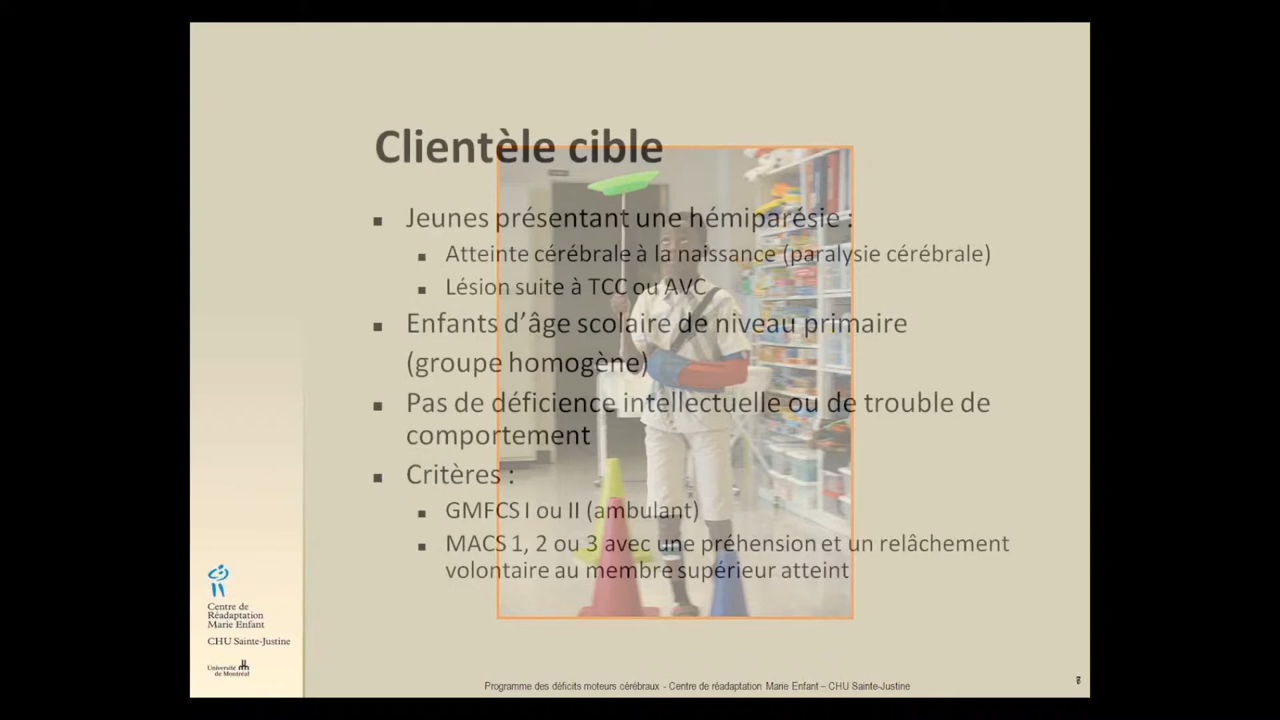 Clientèle cible
Jeunes présentant une hémiparésie :
Atteinte cérébrale à la naissance (paralysie cérébrale)
Lésion suite à TCC ou AVC
Enfants d’âge scolaire de niveau primaire
(groupe homogène)
Pas de déficience intellectuelle ou de trouble de
comportement
Critères :
GMFCS I ou II (ambulant)
MACS 1, 2 ou 3 avec une préhension et un relâchement
volontaire au membre supérieur atteint
Centre de
Réadaptation
Marie Enfant
CHU Sainte-Justine
Université
de Montréal
Programme des déficits moteurs cérébraux - Centre de réadaptation Marie Enfant – CHU Sainte-Justine